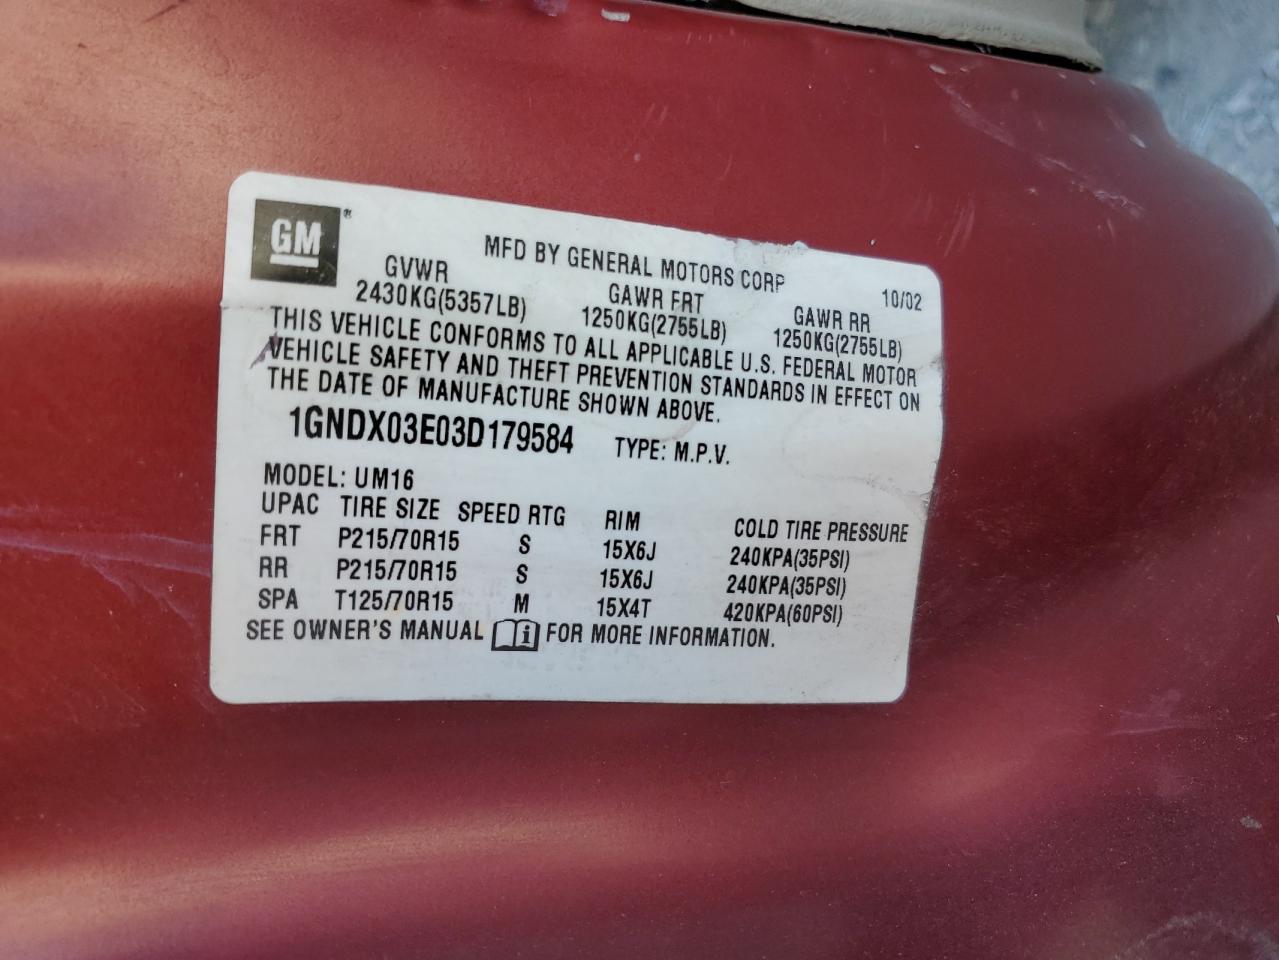 GM®
MFD BY GENERAL MOTORS CORP 10/02
GVWR GAWR FRT GAWR RR
2430KG(5357LB) 1250KG(2755LB) 1250KG(2755LB)
THIS VEHICLE CONFORMS TO ALL APPLICABLE U.S. FEDERAL MOTOR
VEHICLE SAFETY AND THEFT PREVENTION STANDARDS IN EFFECT ON
THE DATE OF MANUFACTURE SHOWN ABOVE.
1GNDX03E03D179584 TYPE: M.P.V.
MODEL: UM16
UPAC TIRE SIZE SPEED RTG RIM COLD TIRE PRESSURE
FRT P215/70R15 S 15X6J 240KPA(35PSI)
RR P215/70R15 S 15X6J 240KPA(35PSI)
SPA T125/70R15 M 15X4T 420KPA(60PSI)
SEE OWNER'S MANUAL i FOR MORE INFORMATION.